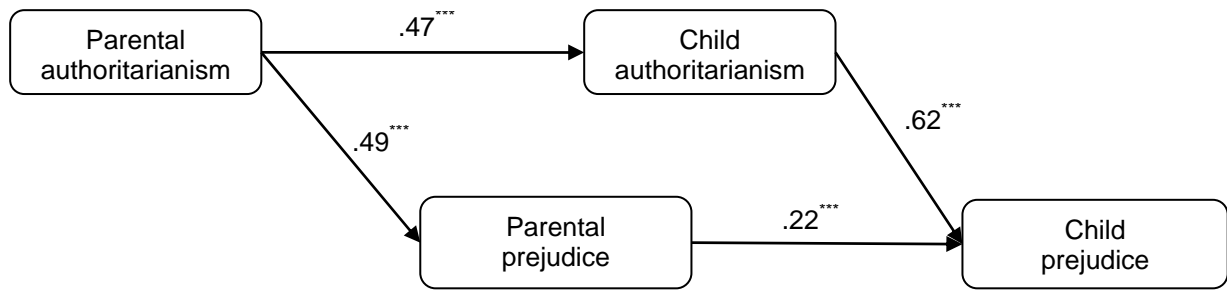 Parental
authoritarianism
.47***
Child
authoritarianism
.49***
.62***
Parental
prejudice
.22***
Child
prejudice